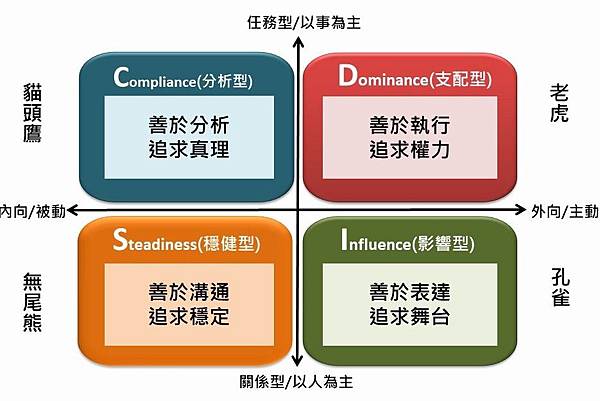 任務型/以事為主
貓頭鷹
Compliance(分析型)
善於分析
追求真理
Dominance(支配型)
善於執行
追求權力
老虎
內向/被動
外向/主動
無尾熊
Steadiness(穩健型)
善於溝通
追求穩定
Influence(影響型)
善於表達
追求舞台
孔雀
關係型/以人為主